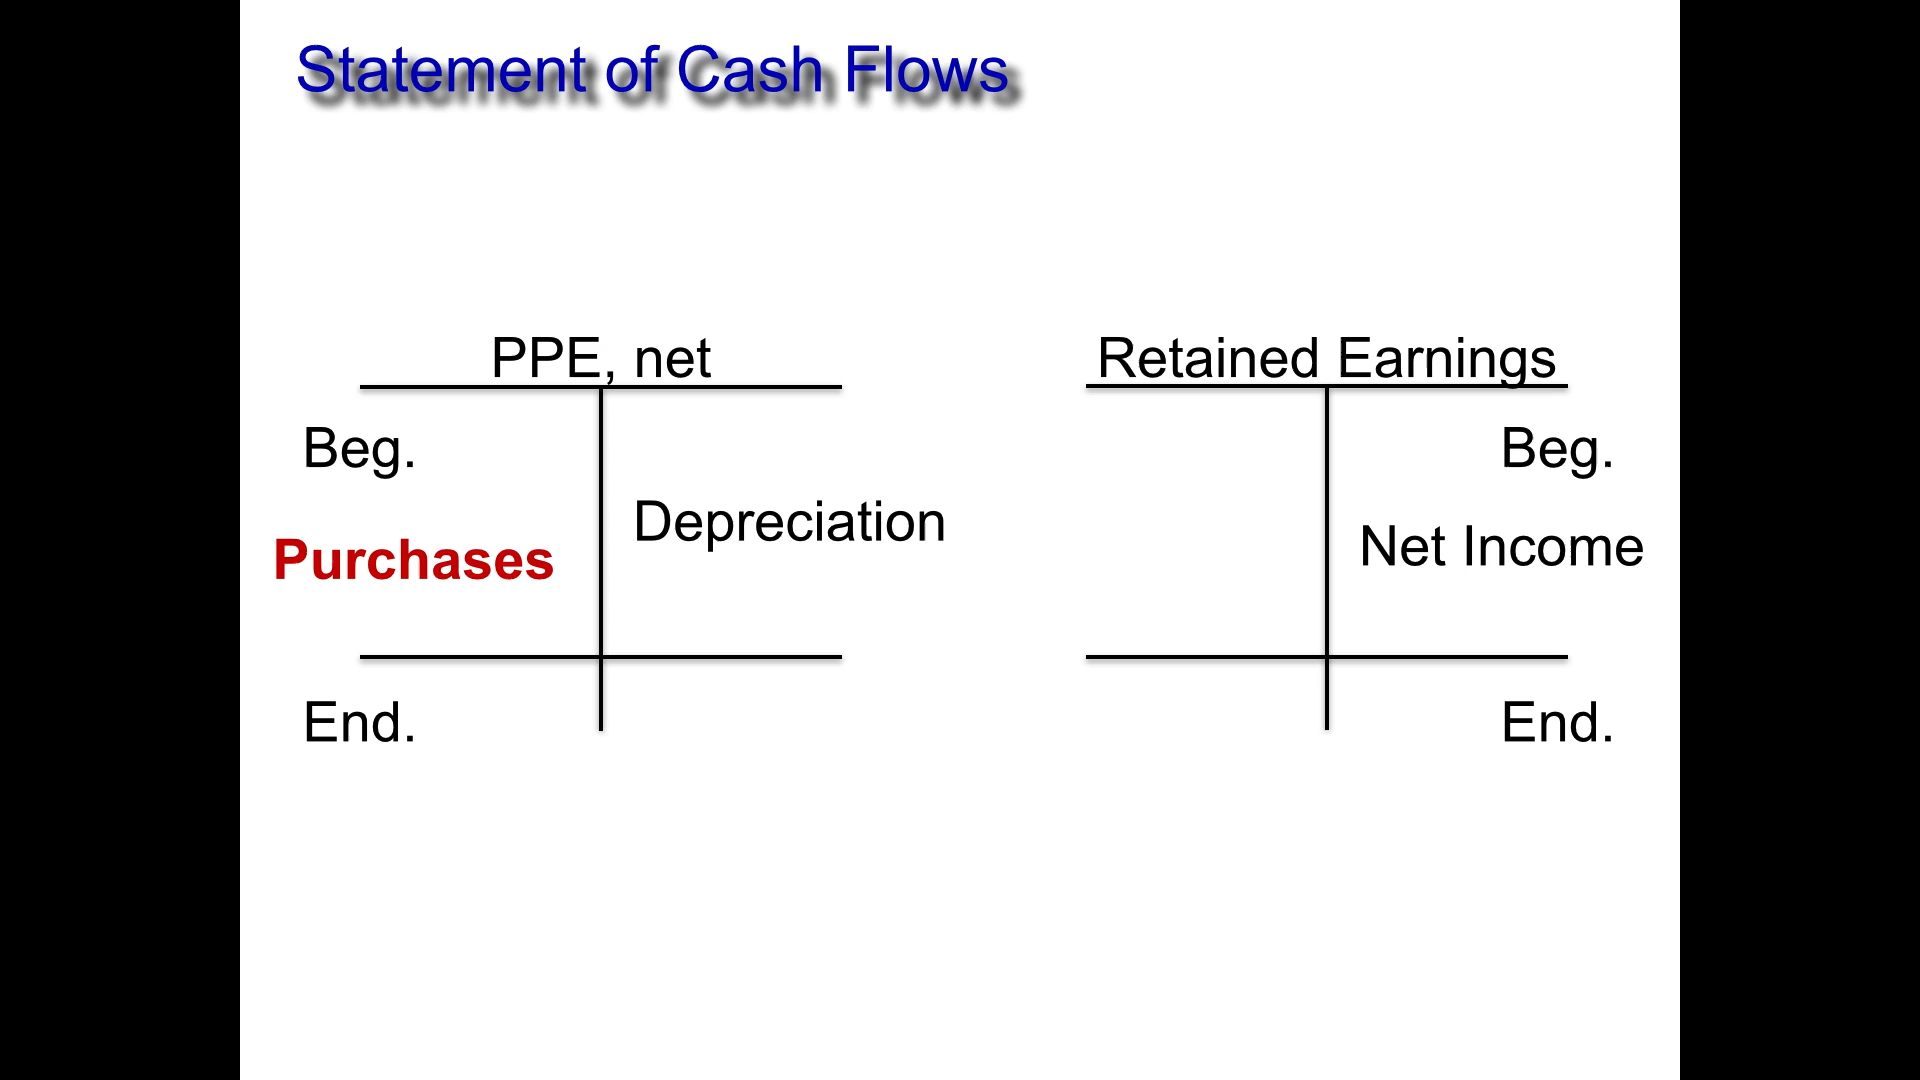 Statement of Cash Flows
PPE, net
Beg.
Depreciation
Purchases
End.
Retained Earnings
Beg.
Net Income
End.